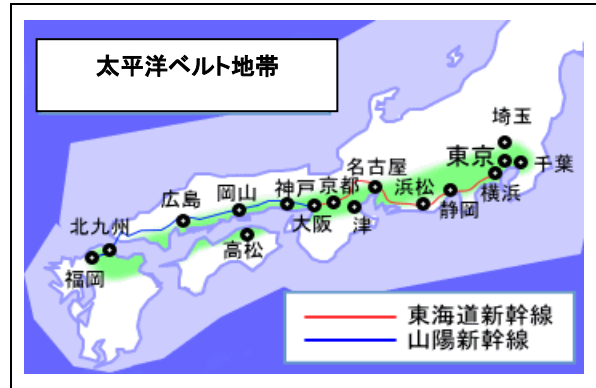 太平洋ベルト地帯
埼玉
東京
千葉
横浜
名古屋
浜松
静岡
神戸
京都
大阪
津
岡山
広島
高松
北九州
福岡
東海道新幹線
山陽新幹線